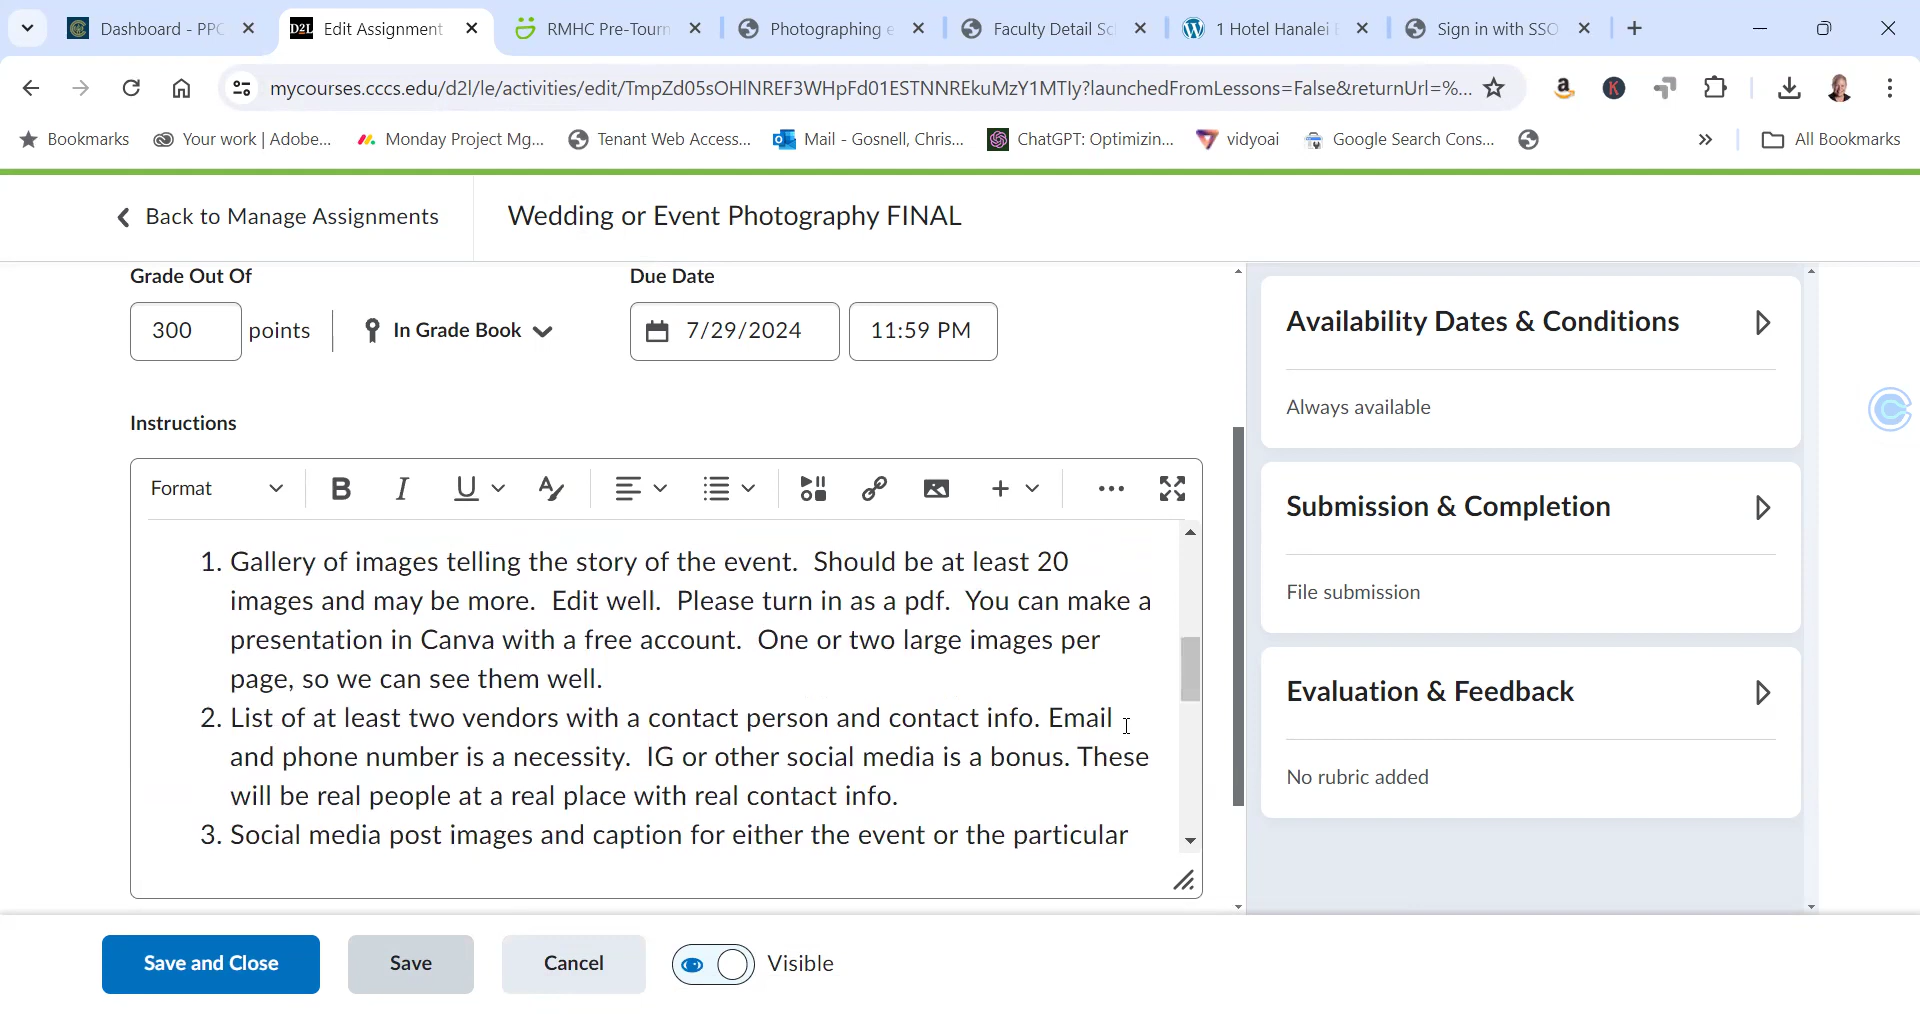 Dashboard - PPC
D2L Edit Assignment
RMHC Pre-Tourn
Photographing e
Faculty Detail Sc
1 Hotel Hanalei
Sign in with SSO
mycourses.cccs.edu/d2l/le/activities/edit/TmpZd05sOHlNREF3WHpFd01ESTNNREkuMzY1MTIy?launchedFromLessons=False&returnUrl=%...
Bookmarks
Your work | Adobe...
Monday Project Mg...
Tenant Web Access...
Mail - Gosnell, Chris...
ChatGPT: Optimizin...
vidyoai
Google Search Cons...
»
All Bookmarks
Back to Manage Assignments
Wedding or Event Photography FINAL
Grade Out Of
Due Date
300 points
In Grade Book
7/29/2024
11:59 PM
Instructions
Format
1. Gallery of images telling the story of the event. Should be at least 20
images and may be more. Edit well. Please turn in as a pdf. You can make a
presentation in Canva with a free account. One or two large images per
page, so we can see them well.
2. List of at least two vendors with a contact person and contact info. Email
and phone number is a necessity. IG or other social media is a bonus. These
will be real people at a real place with real contact info.
3. Social media post images and caption for either the event or the particular
Availability Dates & Conditions
Always available
Submission & Completion
File submission
Evaluation & Feedback
No rubric added
Save and Close
Save
Cancel
Visible